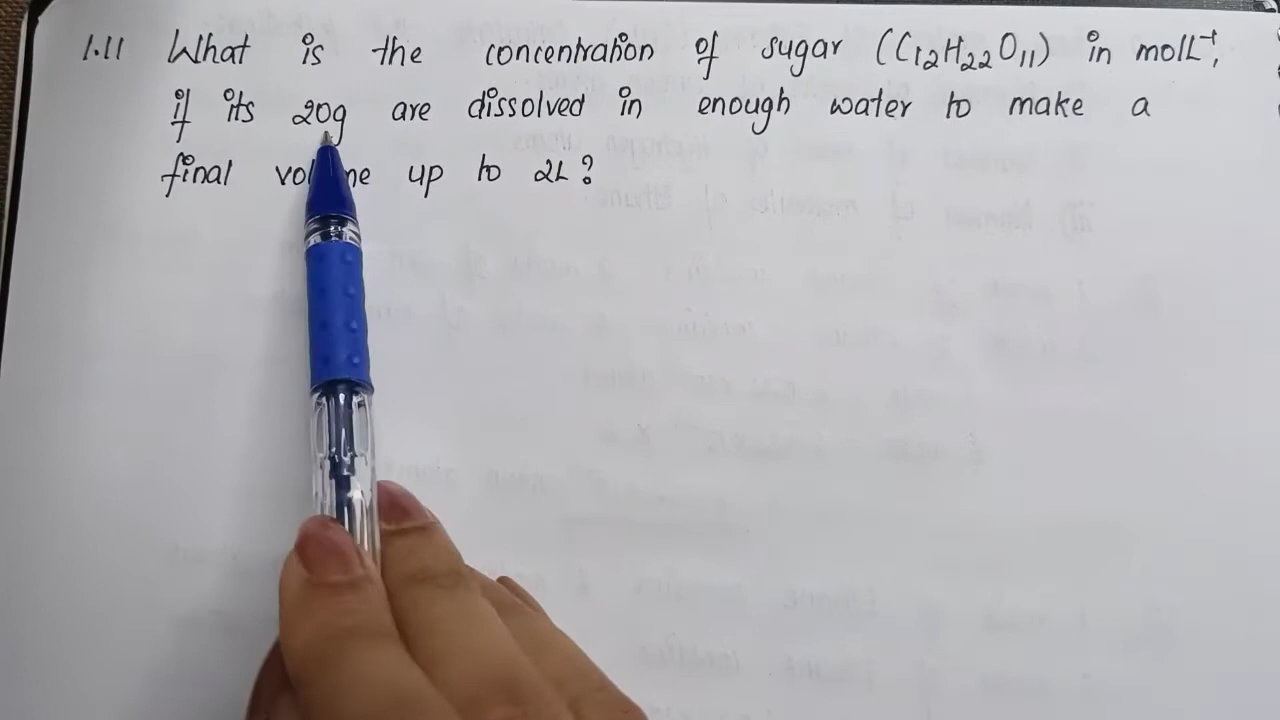 1.11 What is the concentration of sugar (C₁₂H₂₂O₁₁) in molL⁻¹,
if its 20g are dissolved in enough water to make a
final volume up to 2L?